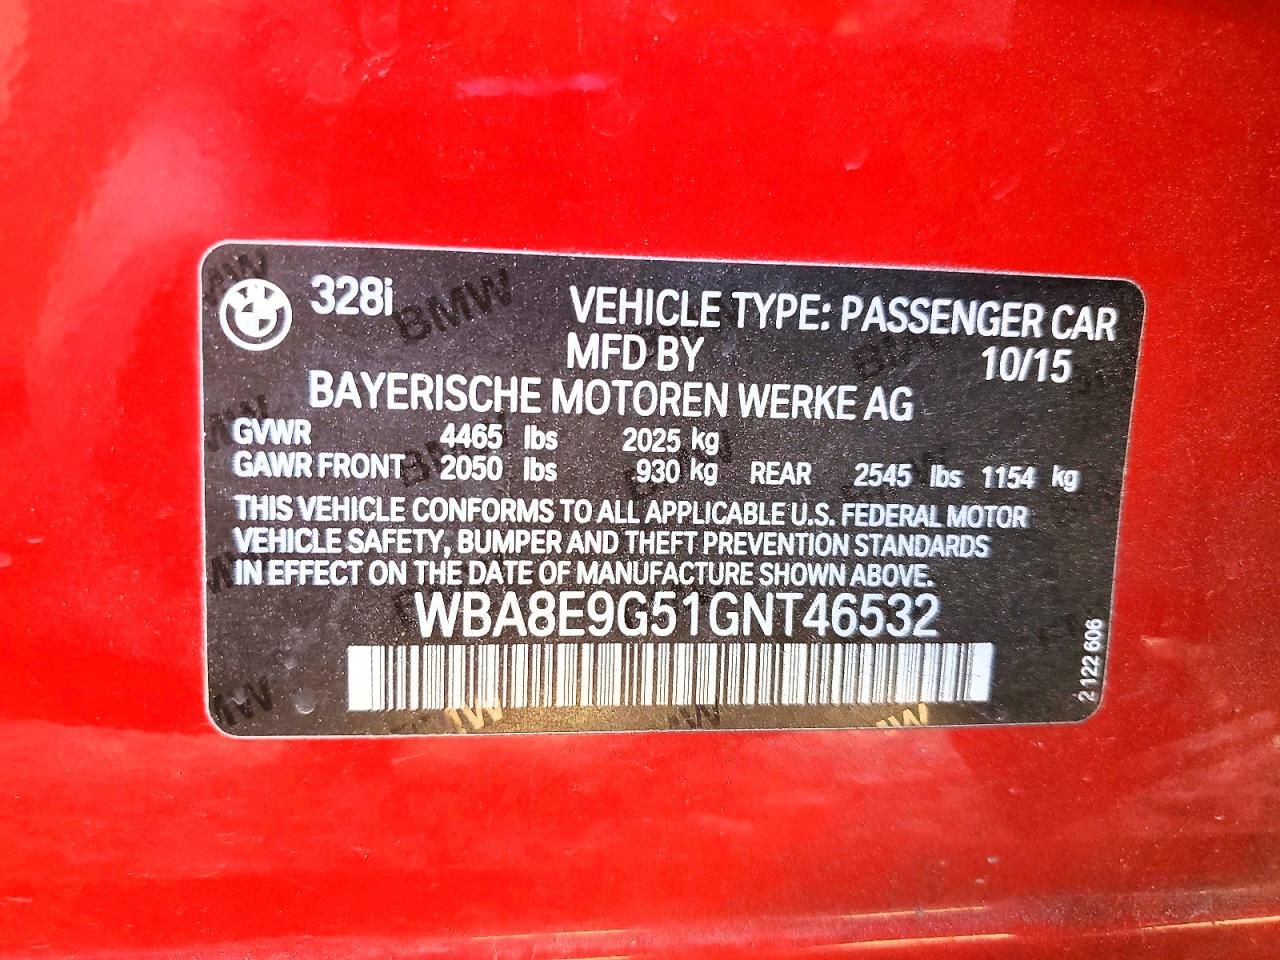 328i
VEHICLE TYPE: PASSENGER CAR
MFD BY 10/15
BAYERISCHE MOTOREN WERKE AG
GVWR 4465 lbs 2025 kg
GAWR FRONT 2050 lbs 930 kg REAR 2545 lbs 1154 kg
THIS VEHICLE CONFORMS TO ALL APPLICABLE U.S. FEDERAL MOTOR
VEHICLE SAFETY, BUMPER AND THEFT PREVENTION STANDARDS
IN EFFECT ON THE DATE OF MANUFACTURE SHOWN ABOVE.
WBA8E9G51GNT46532
2 122 606